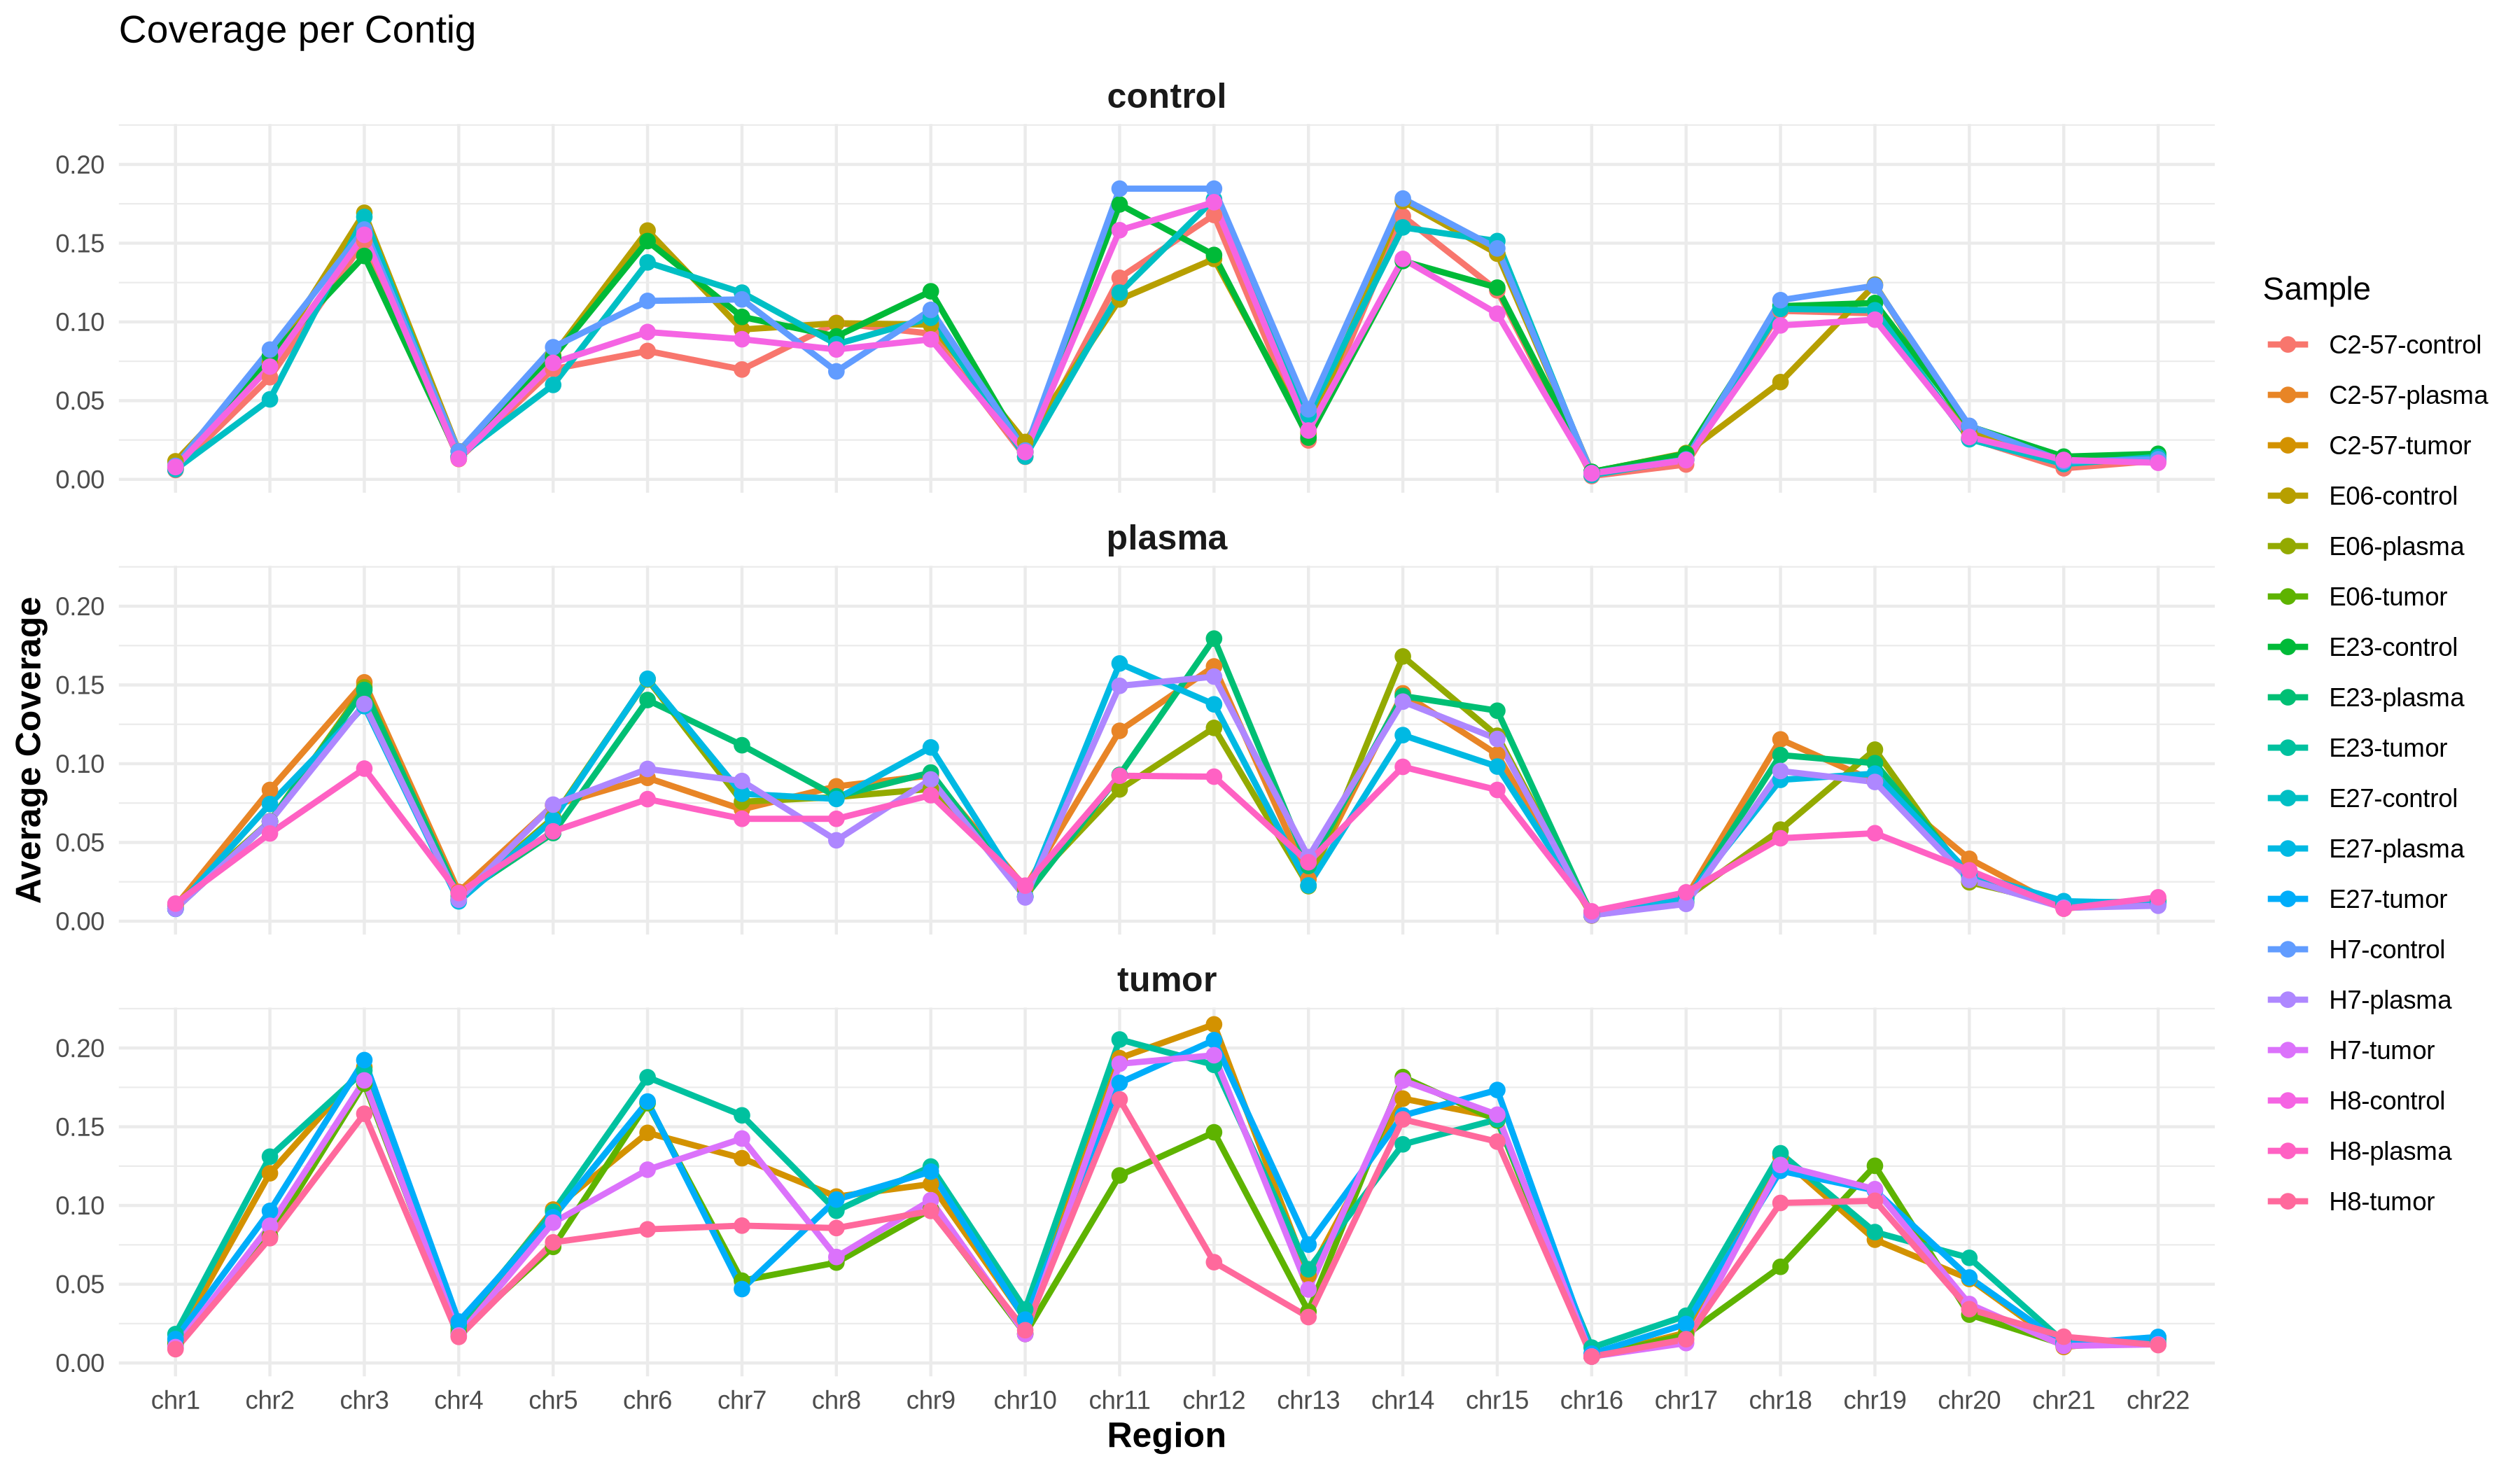 Coverage per Contig
control
0.20
0.15
0.10
0.05
0.00
plasma
Average Coverage
0.20
0.15
0.10
0.05
0.00
tumor
0.20
0.15
0.10
0.05
0.00
chr1 chr2 chr3 chr4 chr5 chr6 chr7 chr8 chr9 chr10 chr11 chr12 chr13 chr14 chr15 chr16 chr17 chr18 chr19 chr20 chr21 chr22
Region
Sample
C2-57-control
C2-57-plasma
C2-57-tumor
E06-control
E06-plasma
E06-tumor
E23-control
E23-plasma
E23-tumor
E27-control
E27-plasma
E27-tumor
H7-control
H7-plasma
H7-tumor
H8-control
H8-plasma
H8-tumor